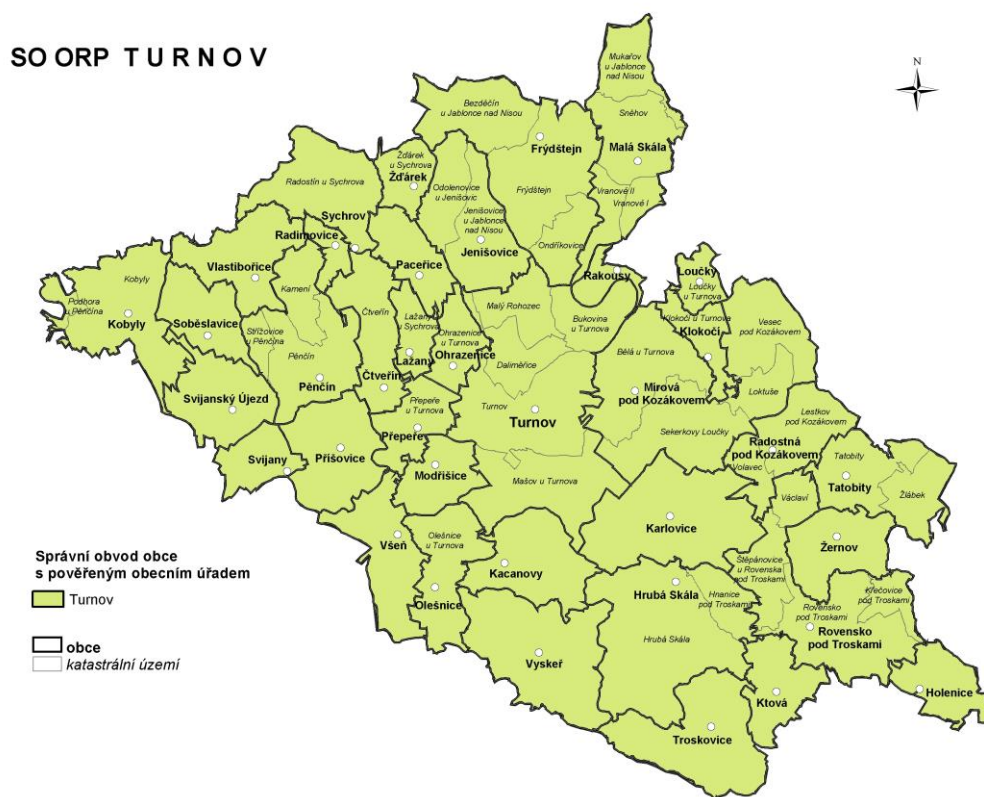 SO ORP T U R N O V
N
Mukařov
u Jablonce
nad Nisou
Bezděčín
u Jablonce nad Nisou
Sněhov
Frýdštejn
Malá Skála
Žďárek
u Sychrova
Žďárek
Radostín u Sychrova
Odolenovice
u Jenišovic
Frýdštejn
Vranové II
Vranové I
Jenišovice
u Jablonce
nad Nisou
Sychrov
Radimovice
Jenišovice
Ondříkovice
Vlastibořice
Paceřice
Rakousy
Loučky
Loučky
u Turnova
Kobyly
Kamení
Podhora
u Pěnčína
Kobyly
Čtveřín
Lažany
u Sychrova
Malý Rohozec
Bukovina
u Turnova
Klokočí u Turnova
Klokočí
Vesec
pod Kozákovem
Soběslavice
Střížovice
u Pěnčína
Ohrazenice
u Turnova
Ohrazenice
Lažany
Pěnčín
Daliměřice
Bělá u Turnova
Pěnčín
Čtveřín
Mírová
pod Kozákovem
Loktuše
Svijanský Újezd
Přepeře
u Turnova
Turnov
Turnov
Lestkov
pod Kozákovem
Přepeře
Sekerkovy Loučky
Radostná
pod Kozákovem
Svijany
Příšovice
Modřišice
Volavec
Tatobity
Tatobity
Mašov u Turnova
Václaví
Žlábek
Karlovice
Všeň
Olešnice
u Turnova
Žernov
Správní obvod obce
s pověřeným obecním úřadem
Turnov
Kacanovy
Štěpánovice
u Rovenska
pod Troskami
Hrubá Skála
Hnanice
pod Troskami
Křečovice
pod Troskami
Olešnice
Rovensko
pod Troskami
Hrubá Skála
Rovensko
pod Troskami
obce
katastrální území
Vyskeř
Ktová
Holenice
Troskovice